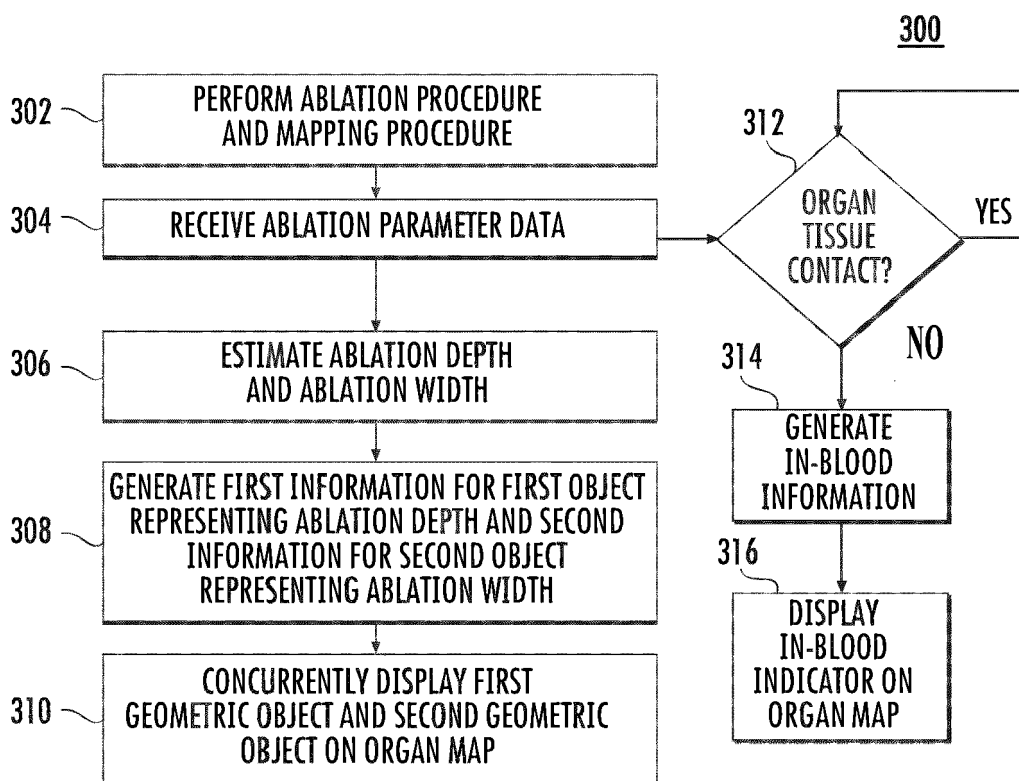 300
302
PERFORM ABLATION PROCEDURE
AND MAPPING PROCEDURE
304
RECEIVE ABLATION PARAMETER DATA
306
ESTIMATE ABLATION DEPTH
AND ABLATION WIDTH
308
GENERATE FIRST INFORMATION FOR FIRST OBJECT
REPRESENTING ABLATION DEPTH AND SECOND
INFORMATION FOR SECOND OBJECT
REPRESENTING ABLATION WIDTH
310
CONCURRENTLY DISPLAY FIRST
GEOMETRIC OBJECT AND SECOND GEOMETRIC
OBJECT ON ORGAN MAP
312
ORGAN
TISSUE
CONTACT?
YES
NO
314
GENERATE
IN-BLOOD
INFORMATION
316
DISPLAY
IN-BLOOD
INDICATOR ON
ORGAN MAP